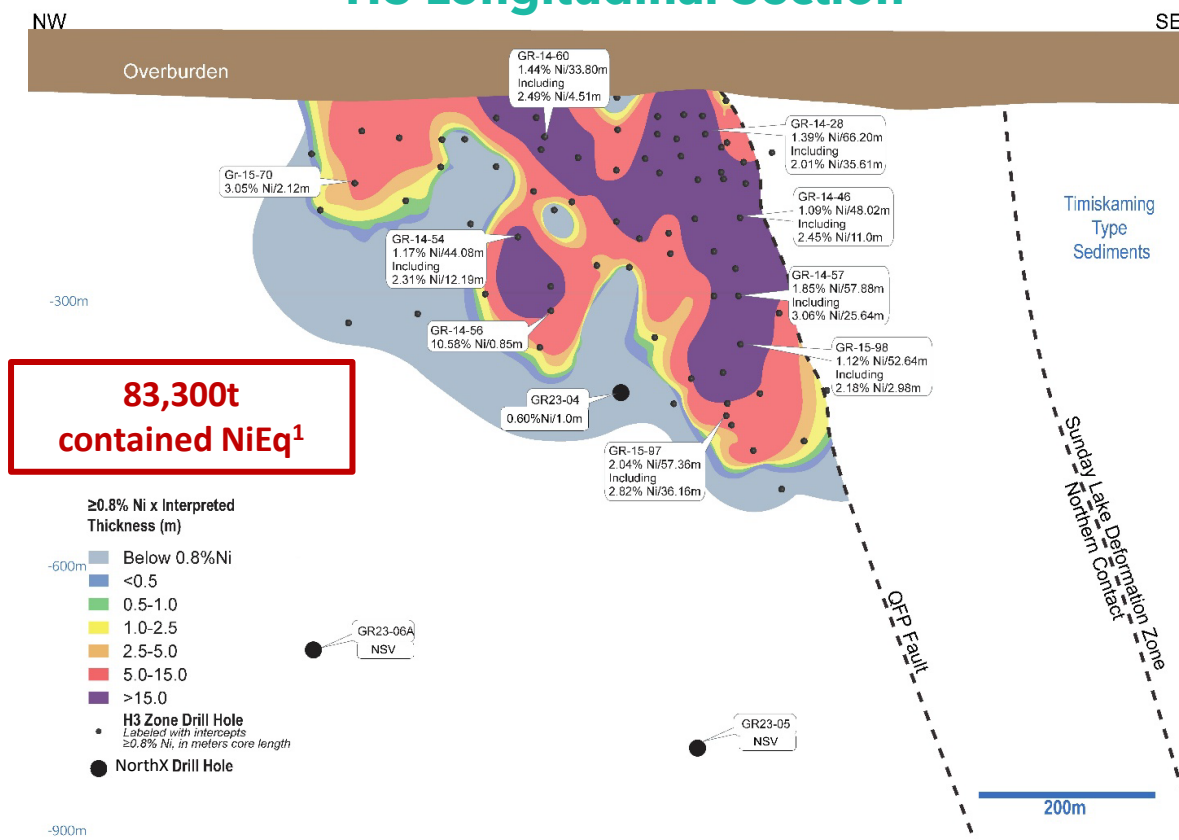 H3 Longitudinal Section
NW
SE
Overburden
GR-14-60
1.44% Ni/33.80m
Including
2.49% Ni/4.51m
GR-14-28
1.39% Ni/66.20m
Including
2.01% Ni/35.61m
Gr-15-70
3.05% Ni/2.12m
GR-14-46
1.09% Ni/48.02m
Including
2.45% Ni/11.0m
Timiskaming
Type
Sediments
GR-14-54
1.17% Ni/44.08m
Including
2.31% Ni/12.19m
-300m
GR-14-57
1.85% Ni/57.88m
Including
3.06% Ni/25.64m
GR-14-56
10.58% Ni/0.85m
GR-15-98
1.12% Ni/52.64m
Including
2.18% Ni/2.98m
83,300t
contained NiEq¹
GR23-04
0.60%Ni/1.0m
GR-15-97
2.04% Ni/57.36m
Including
2.82% Ni/36.16m
Sunday Lake Deformation Zone
Northern Contact
QFP Fault
≥0.8% Ni x Interpreted
Thickness (m)
Below 0.8%Ni
-600m
<0.5
0.5-1.0
1.0-2.5
2.5-5.0
5.0-15.0
>15.0
H3 Zone Drill Hole
Labeled with intercepts
≥0.8% Ni, in meters core length
NorthX Drill Hole
GR23-06A
NSV
GR23-05
NSV
200m
-900m